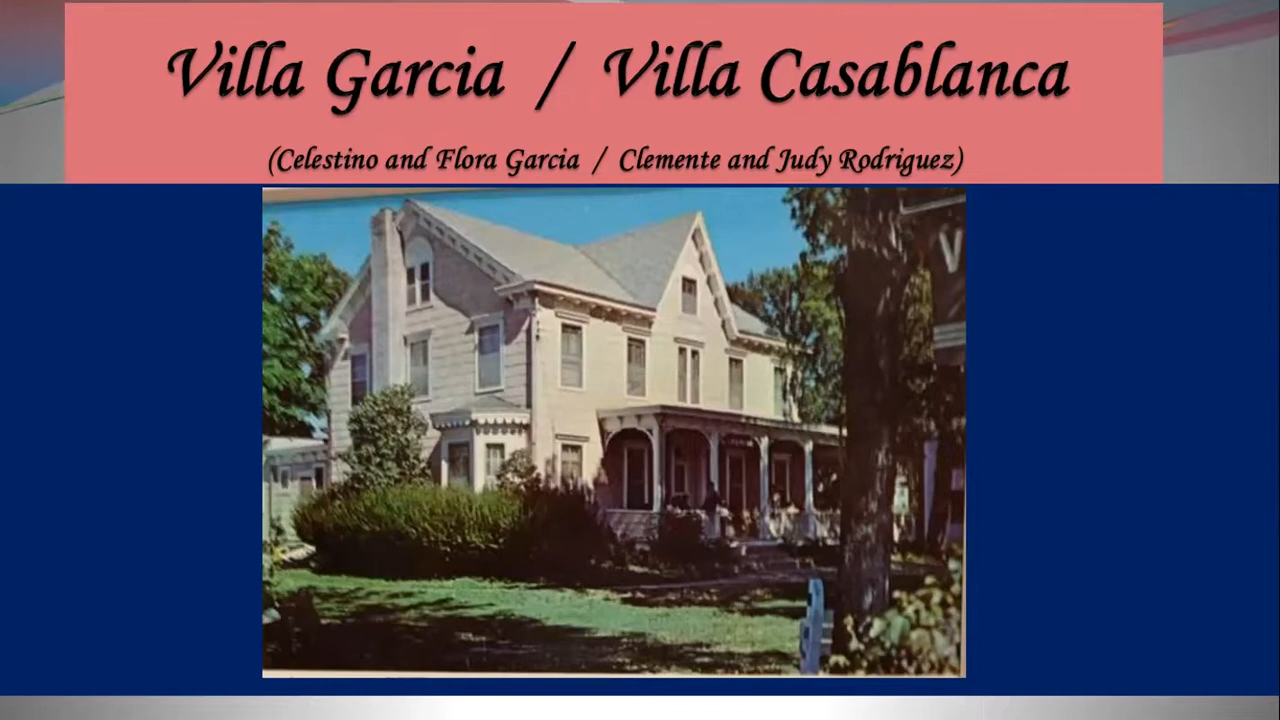 Villa Garcia / Villa Casablanca
(Celestino and Flora Garcia / Clemente and Judy Rodriguez)
V